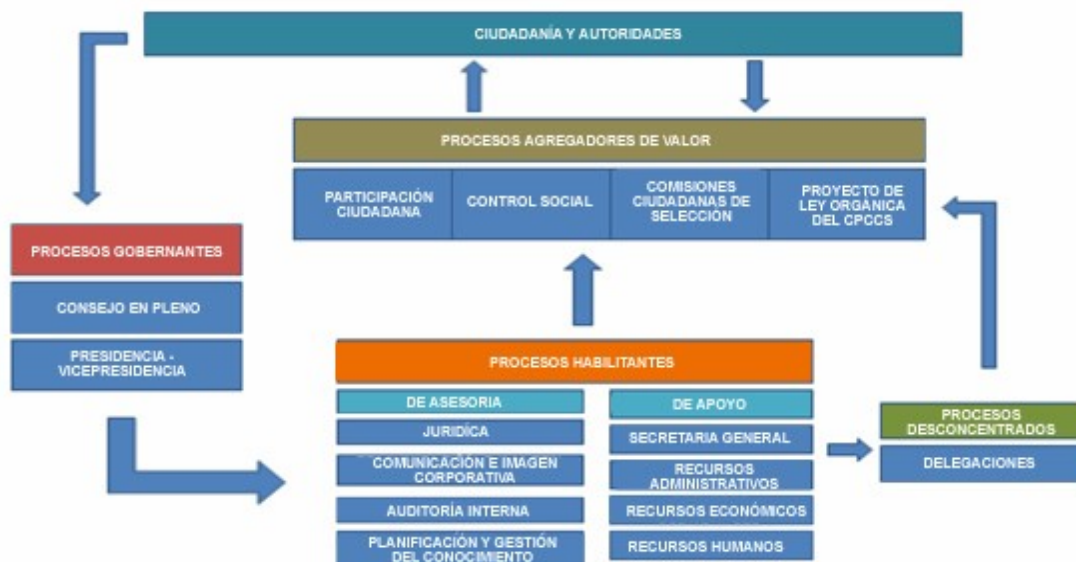 CIUDADANÍA Y AUTORIDADES
PROCESOS AGREGADORES DE VALOR
PARTICIPACIÓN
CIUDADANA
CONTROL SOCIAL
COMISIONES
CIUDADANAS DE
SELECCIÓN
PROYECTO DE
LEY ORGÁNICA
DEL CPCCS
PROCESOS GOBERNANTES
CONSEJO EN PLENO
PRESIDENCIA -
VICEPRESIDENCIA
PROCESOS HABILITANTES
DE ASESORIA
JURIDÍCA
COMUNICACIÓN E IMAGEN
CORPORATIVA
AUDITORÍA INTERNA
PLANIFICACIÓN Y GESTIÓN
DEL CONOCIMIENTO
DE APOYO
SECRETARIA GENERAL
RECURSOS
ADMINISTRATIVOS
RECURSOS ECONÓMICOS
RECURSOS HUMANOS
PROCESOS
DESCONCENTRADOS
DELEGACIONES